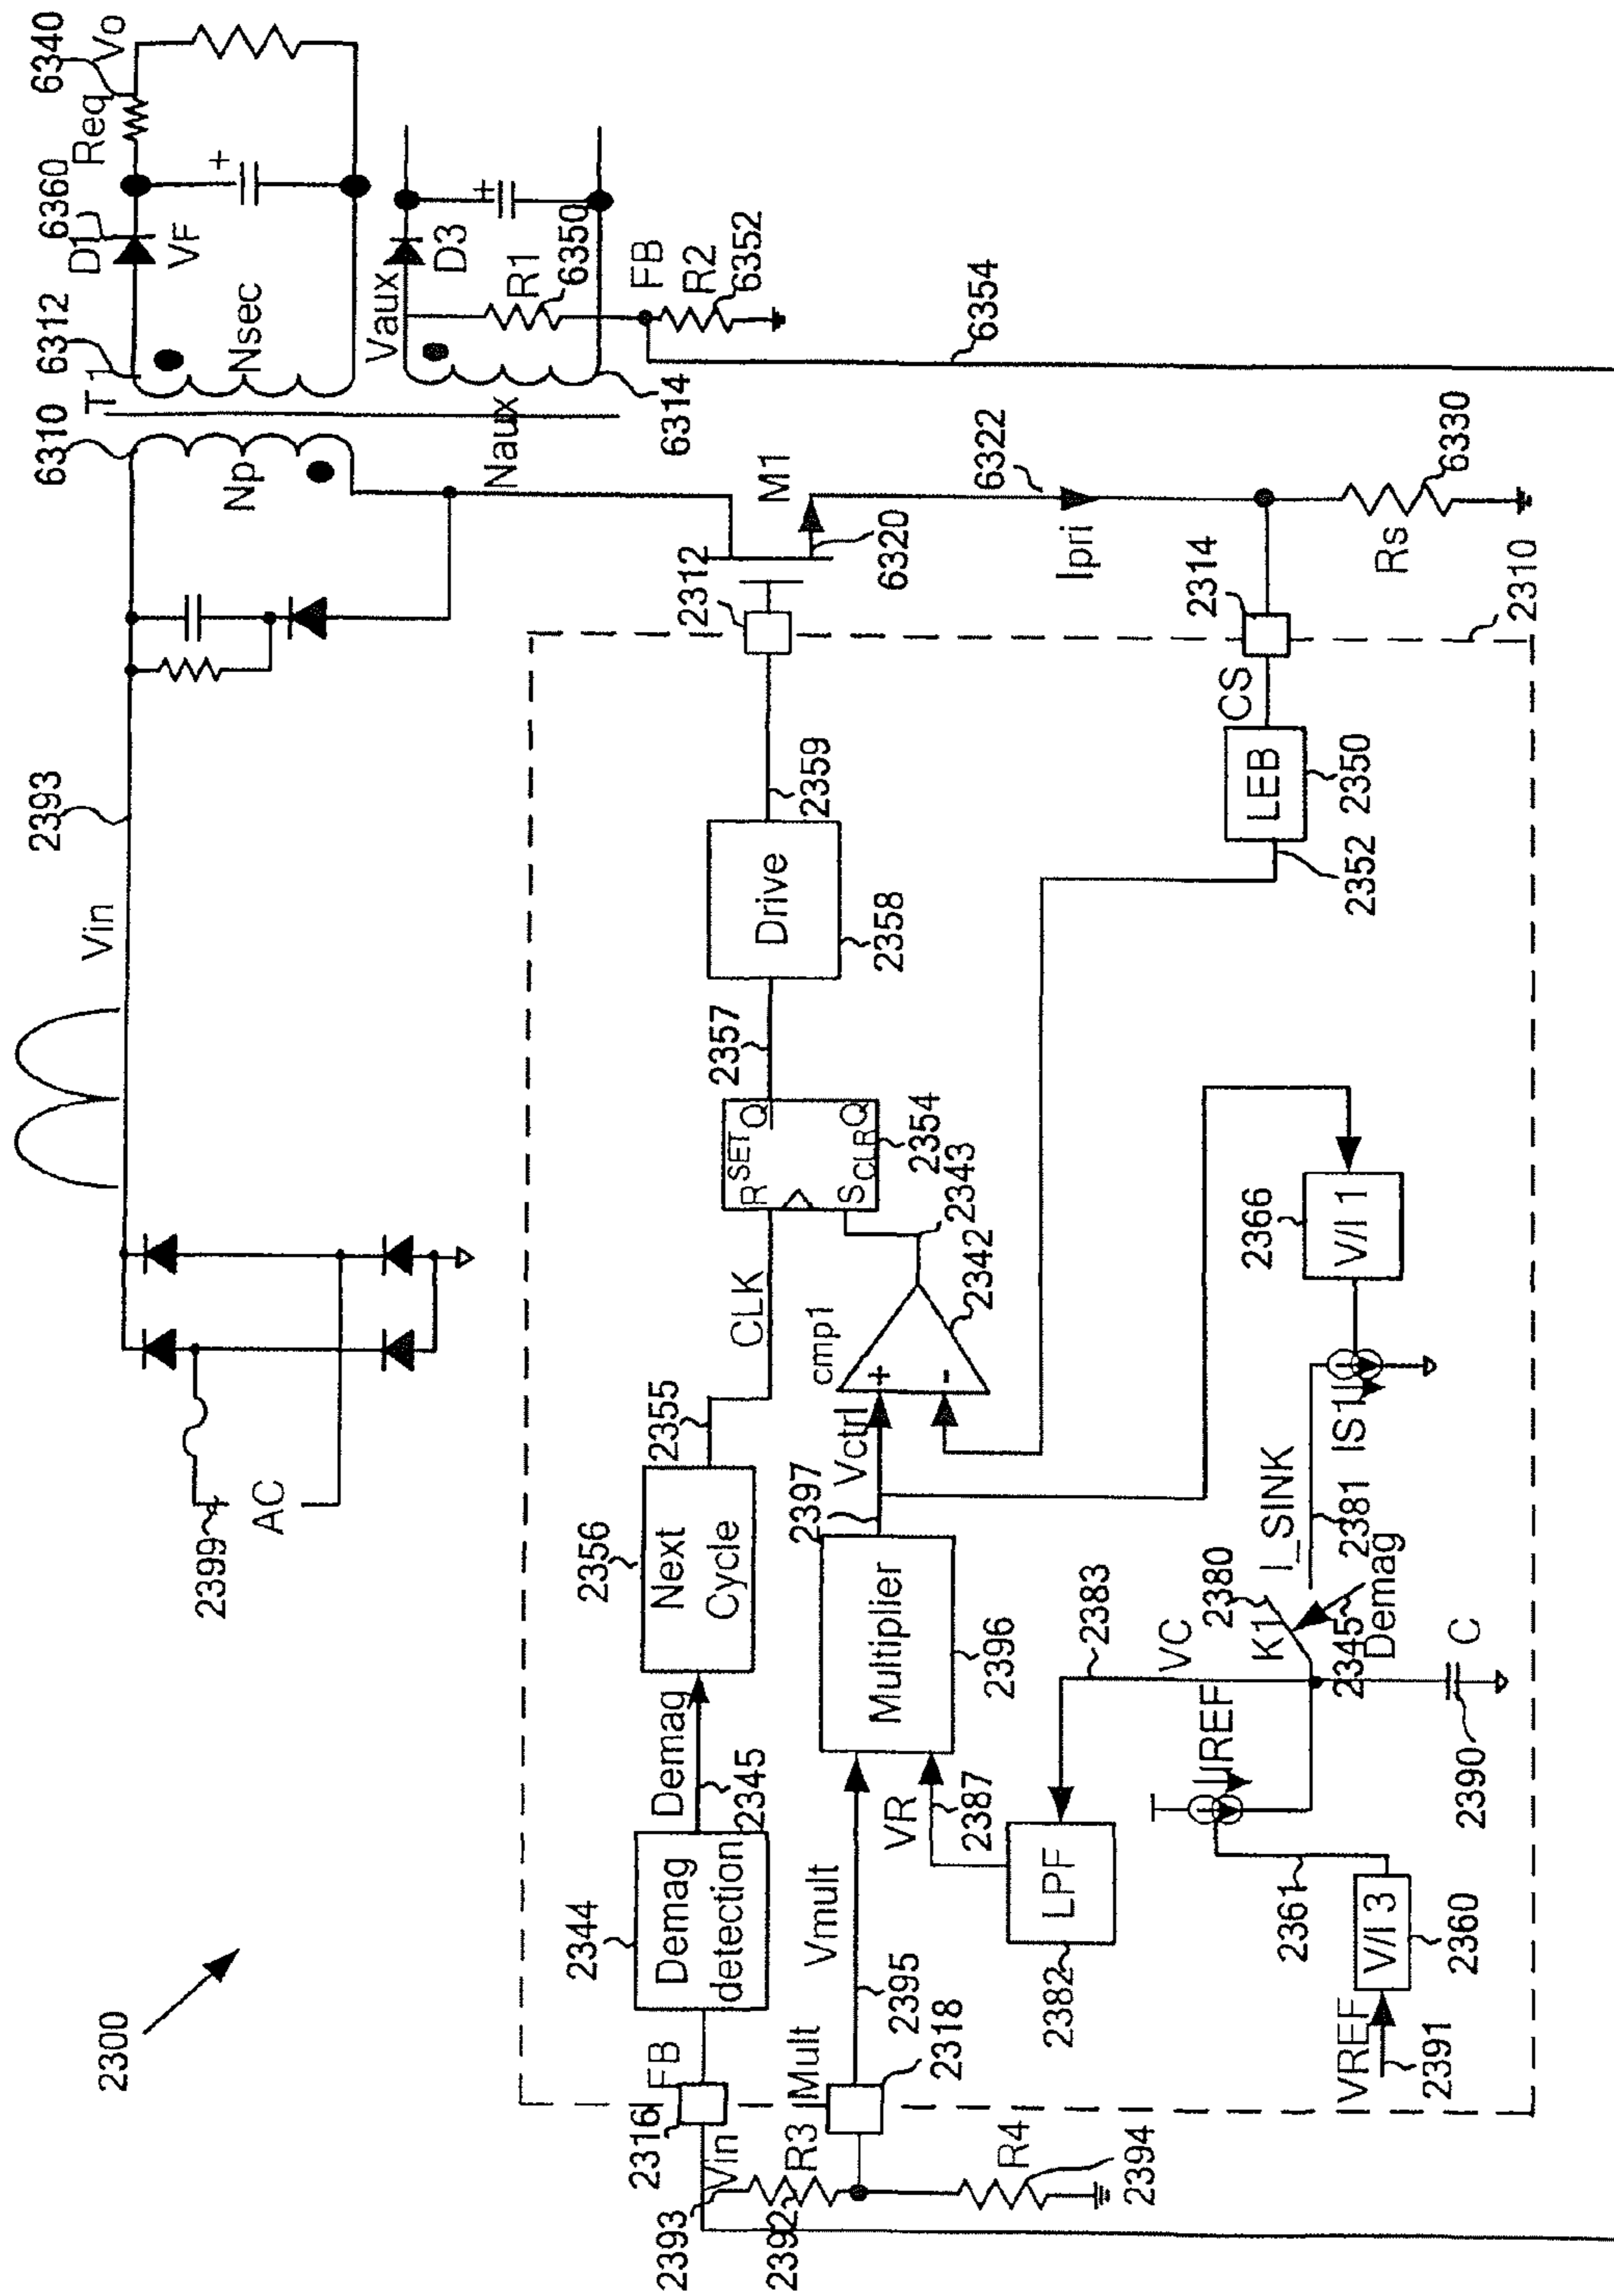 2300
2399
AC
Vin
2393
6310
T1
6312
Np
Nsec
D1
6360
VF
Req
6340
Vo
Naux
6314
Vaux
D3
R1
6350
FB
R2
6352
6354
M1
6320
2312
6322
Ipri
Rs
6330
2310
2314
CS
LEB
2350
2352
Drive
2358
2359
2357
R
SET
Q
S
CLR
Q
2354
2343
2342
cmp1
+
-
CLK
2355
Next
Cycle
2356
Demag
2345
Demag
detection
2344
FB
2316
Vin
2393
2392
R3
Mult
2318
R4
2394
Vmult
2395
Multiplier
2396
2397
Vctrl
VR
2387
LPF
2382
2383
VC
K1
2380
I_SINK
2381
2345
Demag
IS1
V/I 1
2366
IREF
C
2390
2361
V/I 3
2360
VREF
2391
+
+